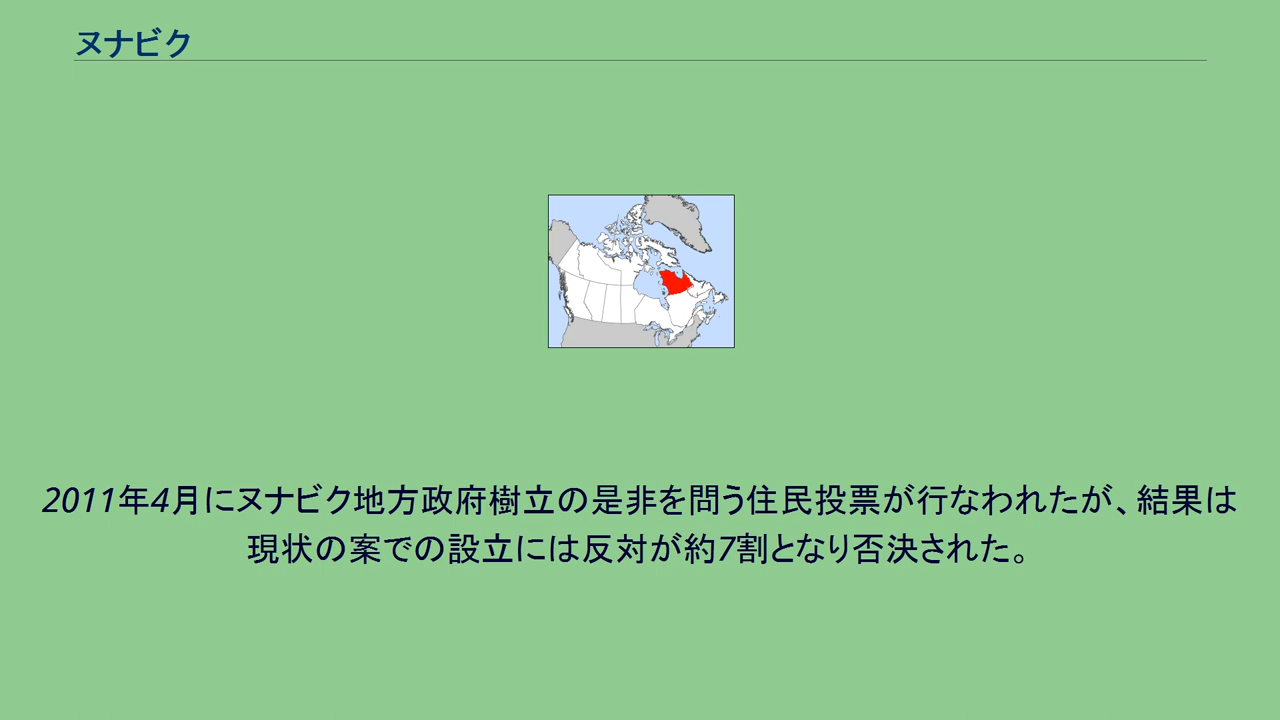 ヌナビク
2011年4月にヌナビク地方政府樹立の是非を問う住民投票が行なわれたが、結果は
現状の案での設立には反対が約7割となり否決された。